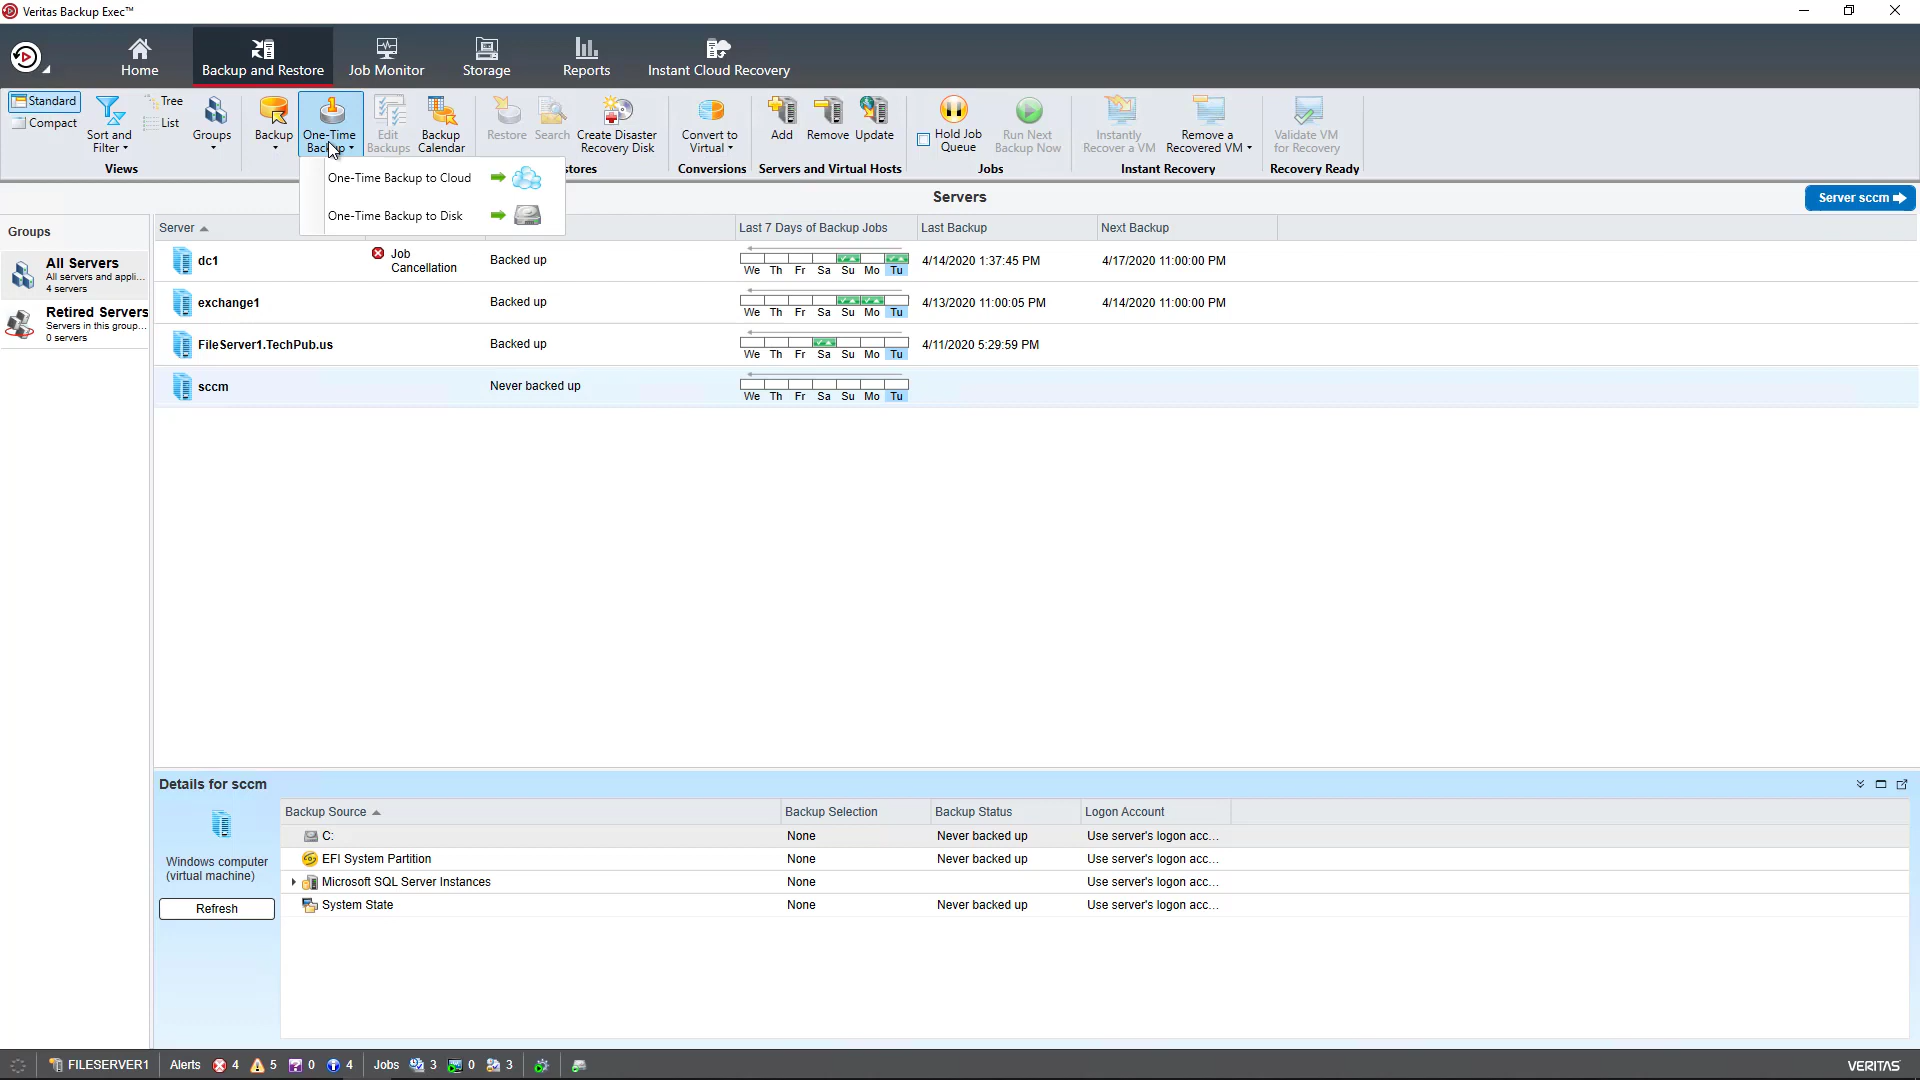 Veritas Backup Exec™
Home
Backup and Restore
Job Monitor
Storage
Reports
Instant Cloud Recovery
Standard
Compact
Sort and
Filter
Tree
List
Groups
Views
Backup
One-Time
Backup
Edit
Backups
Backup
Calendar
Restore
Search
Create Disaster
Recovery Disk
stores
Convert to
Virtual
Conversions
Add
Remove
Update
Servers and Virtual Hosts
Hold Job
Queue
Run Next
Backup Now
Jobs
Instantly
Recover a VM
Remove a
Recovered VM
Instant Recovery
Validate VM
for Recovery
Recovery Ready
One-Time Backup to Cloud
One-Time Backup to Disk
Servers
Server sccm
Groups
All Servers
All servers and appli...
4 servers
Retired Servers
Servers in this group...
0 servers
Server
Last 7 Days of Backup Jobs
Last Backup
Next Backup
dc1
Job
Cancellation
Backed up
We Th Fr Sa Su Mo Tu
4/14/2020 1:37:45 PM
4/17/2020 11:00:00 PM
exchange1
Backed up
We Th Fr Sa Su Mo Tu
4/13/2020 11:00:05 PM
4/14/2020 11:00:00 PM
FileServer1.TechPub.us
Backed up
We Th Fr Sa Su Mo Tu
4/11/2020 5:29:59 PM
sccm
Never backed up
We Th Fr Sa Su Mo Tu
Details for sccm
Windows computer
(virtual machine)
Refresh
Backup Source
Backup Selection
Backup Status
Logon Account
C:
None
Never backed up
Use server's logon acc...
EFI System Partition
None
Never backed up
Use server's logon acc...
Microsoft SQL Server Instances
None
Use server's logon acc...
System State
None
Never backed up
Use server's logon acc...
FILESERVER1
Alerts 4 5 0 4
Jobs 3 0 3
VERITAS